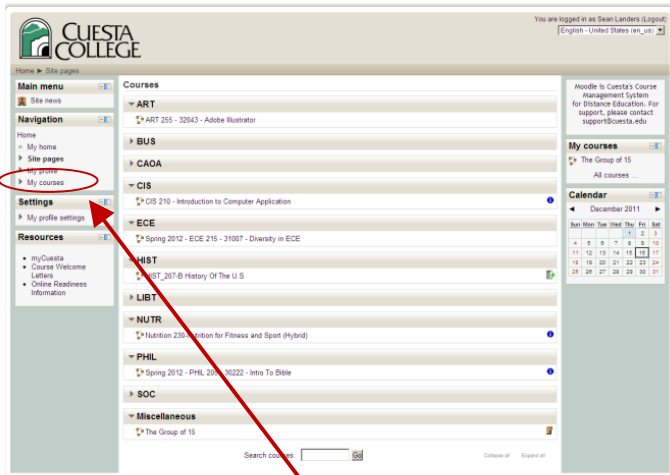 CUESTA
COLLEGE
You are logged in as Sean Landers (Logout)
English - United States (en_us)
Home ► Site pages
Main menu
Site news
Navigation
Home
My home
Site pages
My profile
My courses
Settings
My profile settings
Resources
myCuesta
Course Welcome
Letters
Online Readiness
Information
Courses
ART
ART 255 - 32043 - Adobe Illustrator
BUS
CAOA
CIS
CIS 210 - Introduction to Computer Application
ECE
Spring 2012 - ECE 215 - 31007 - Diversity in ECE
HIST
HIST_207-B History Of The U.S.
LIBT
NUTR
Nutrition 230-Nutrition for Fitness and Sport (Hybrid)
PHIL
Spring 2012 - PHIL 205 - 30222 - Intro To Bible
SOC
Miscellaneous
The Group of 15
Search courses: Go
Collapse all Expand all
Moodle is Cuesta's Course
Management System
for Distance Education. For
support, please contact
support@cuesta.edu
My courses
The Group of 15
All courses ...
Calendar
◄ December 2011 ►
Sun Mon Tue Wed Thu Fri Sat
1 2 3
4 5 6 7 8 9 10
11 12 13 14 15 16 17
18 19 20 21 22 23 24
25 26 27 28 29 30 31